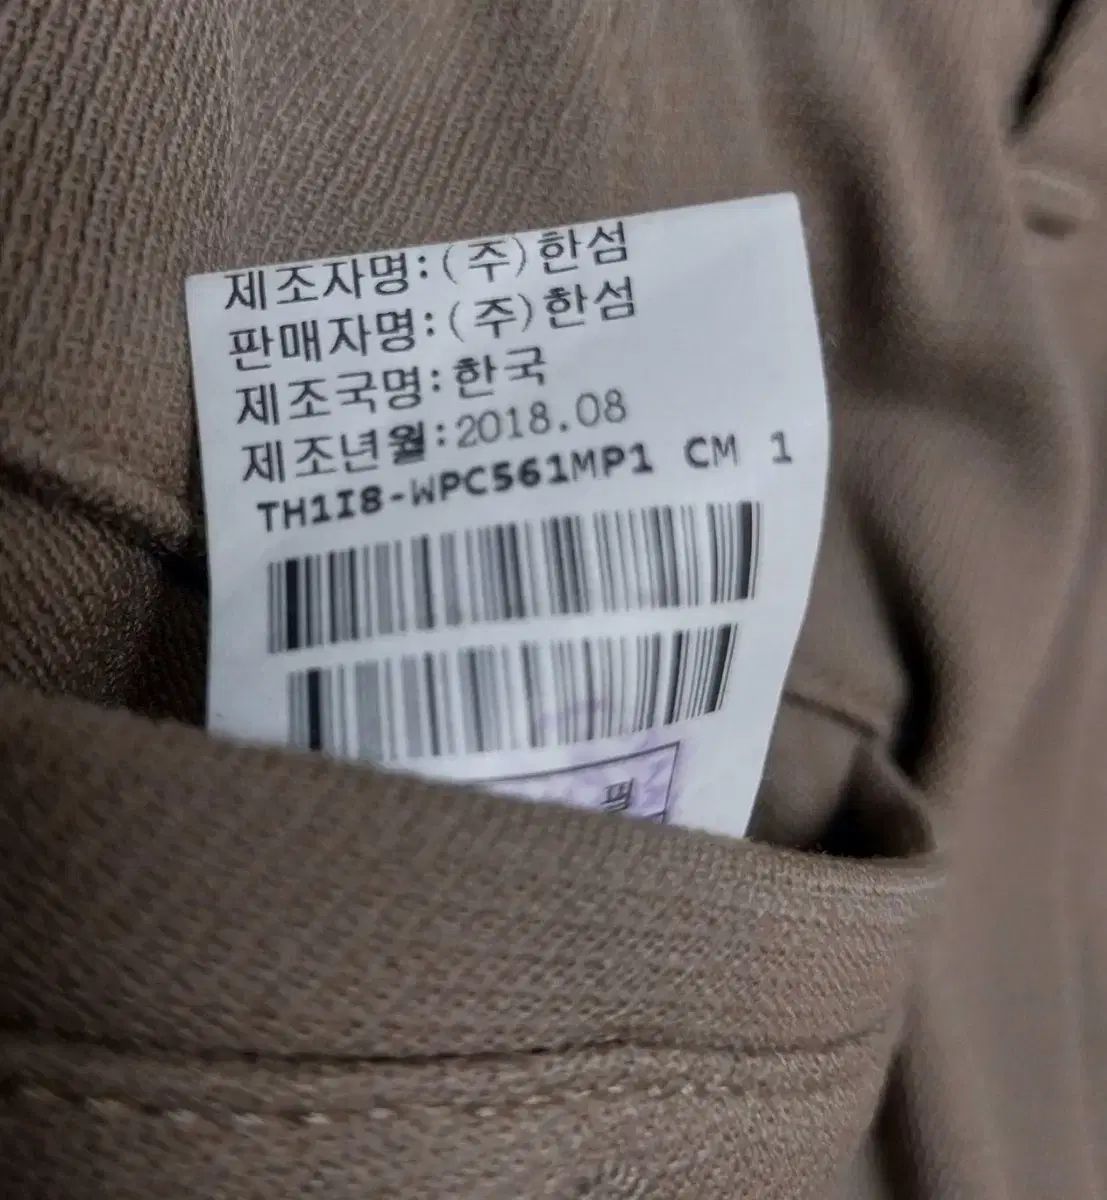 제조자명:(주)한섬
판매자명:(주)한섬
제조국명:한국
제조년월:2018.08
TH1I8-WPC561MP1 CM 1
필